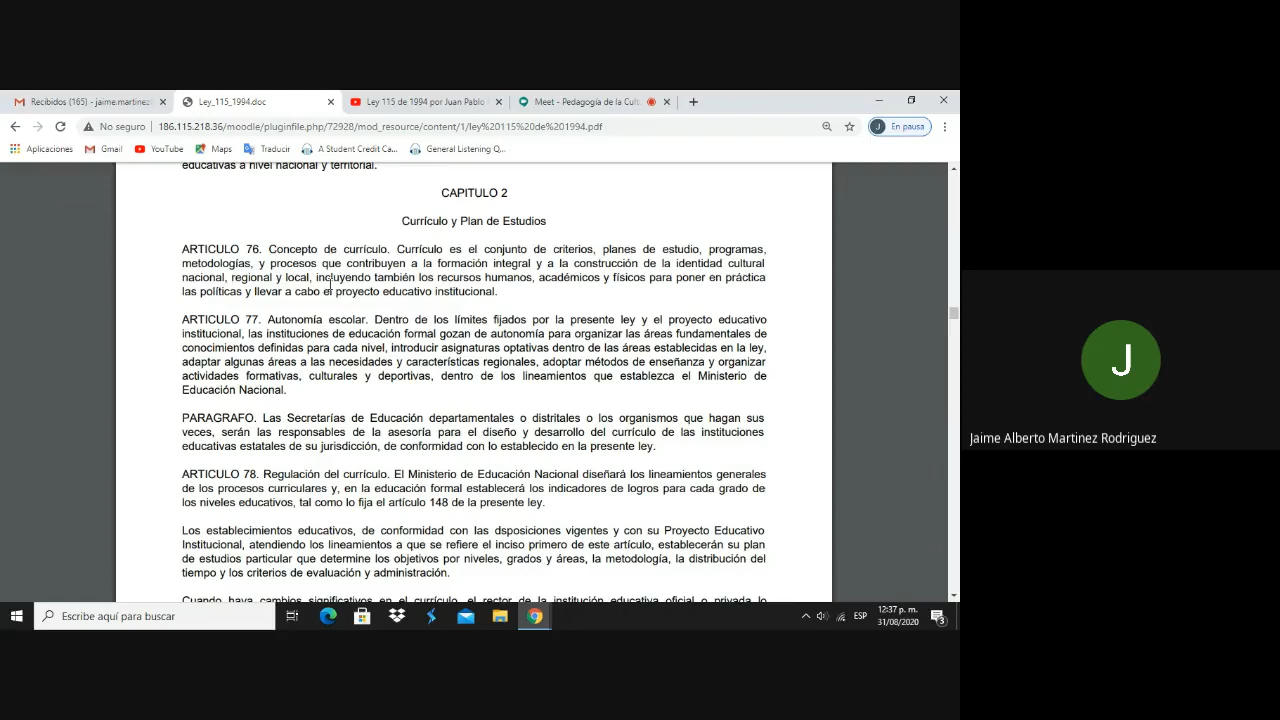 Recibidos (165) - jaime.martinez
Ley_115_1994.doc
Ley 115 de 1994 por Juan Pablo
Meet - Pedagogía de la Cult
No seguro
186.115.218.36/moodle/pluginfile.php/72928/mod_resource/content/1/ley%20115%20de%201994.pdf
J
En pausa
Aplicaciones
Gmail
YouTube
Maps
Traducir
A Student Credit Ca...
General Listening Q...
educativas a nivel nacional y territorial.
CAPITULO 2
Currículo y Plan de Estudios
ARTICULO 76. Concepto de currículo. Currículo es el conjunto de criterios, planes de estudio, programas,
metodologías, y procesos que contribuyen a la formación integral y a la construcción de la identidad cultural
nacional, regional y local, incluyendo también los recursos humanos, académicos y físicos para poner en práctica
las políticas y llevar a cabo el proyecto educativo institucional.
ARTICULO 77. Autonomía escolar. Dentro de los límites fijados por la presente ley y el proyecto educativo
institucional, las instituciones de educación formal gozan de autonomía para organizar las áreas fundamentales de
conocimientos definidas para cada nivel, introducir asignaturas optativas dentro de las áreas establecidas en la ley,
adaptar algunas áreas a las necesidades y características regionales, adoptar métodos de enseñanza y organizar
actividades formativas, culturales y deportivas, dentro de los lineamientos que establezca el Ministerio de
Educación Nacional.
PARAGRAFO. Las Secretarías de Educación departamentales o distritales o los organismos que hagan sus
veces, serán las responsables de la asesoría para el diseño y desarrollo del currículo de las instituciones
educativas estatales de su jurisdicción, de conformidad con lo establecido en la presente ley.
ARTICULO 78. Regulación del currículo. El Ministerio de Educación Nacional diseñará los lineamientos generales
de los procesos curriculares y, en la educación formal establecerá los indicadores de logros para cada grado de
los niveles educativos, tal como lo fija el artículo 148 de la presente ley.
Los establecimientos educativos, de conformidad con las dsposiciones vigentes y con su Proyecto Educativo
Institucional, atendiendo los lineamientos a que se refiere el inciso primero de este artículo, establecerán su plan
de estudios particular que determine los objetivos por niveles, grados y áreas, la metodología, la distribución del
tiempo y los criterios de evaluación y administración.
Cuando haya cambios significativos en el currículo, el rector de la institución educativa oficial o privada lo
Escribe aquí para buscar
ESP
12:37 p. m.
31/08/2020
3
J
Jaime Alberto Martinez Rodriguez